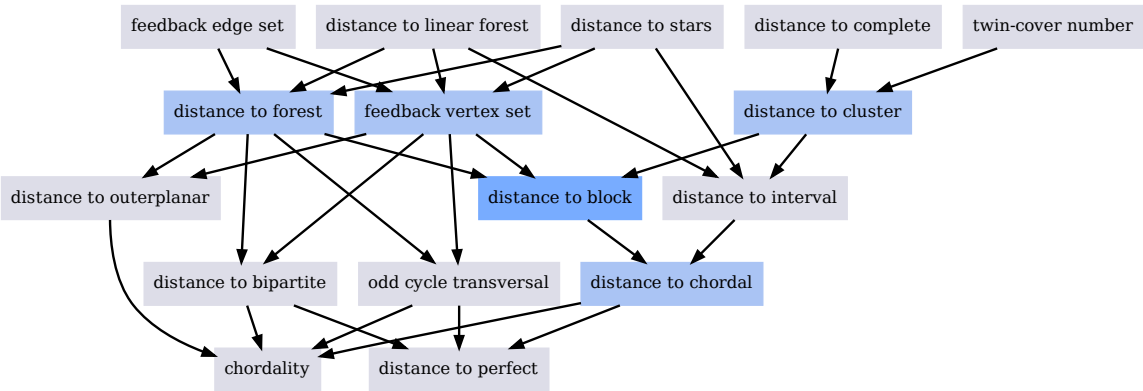 feedback edge set
distance to linear forest
distance to stars
distance to complete
twin-cover number
distance to forest
feedback vertex set
distance to cluster
distance to outerplanar
distance to block
distance to interval
distance to bipartite
odd cycle transversal
distance to chordal
chordality
distance to perfect